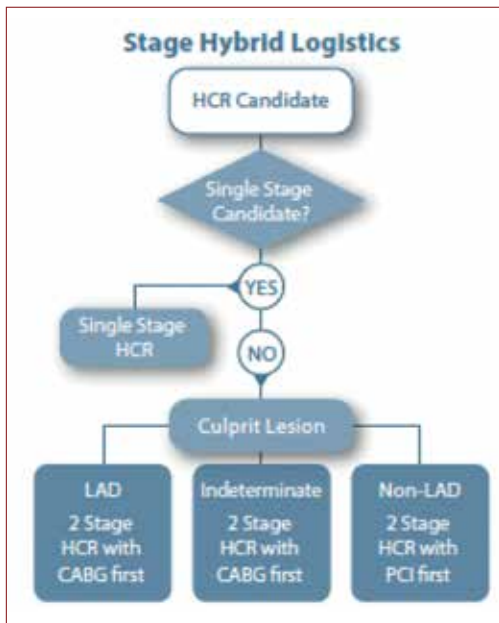 Stage Hybrid Logistics
HCR Candidate
Single Stage
Candidate?
YES
Single Stage
HCR
NO
Culprit Lesion
LAD
2 Stage
HCR with
CABG first
Indeterminate
2 Stage
HCR with
CABG first
Non-LAD
2 Stage
HCR with
PCI first